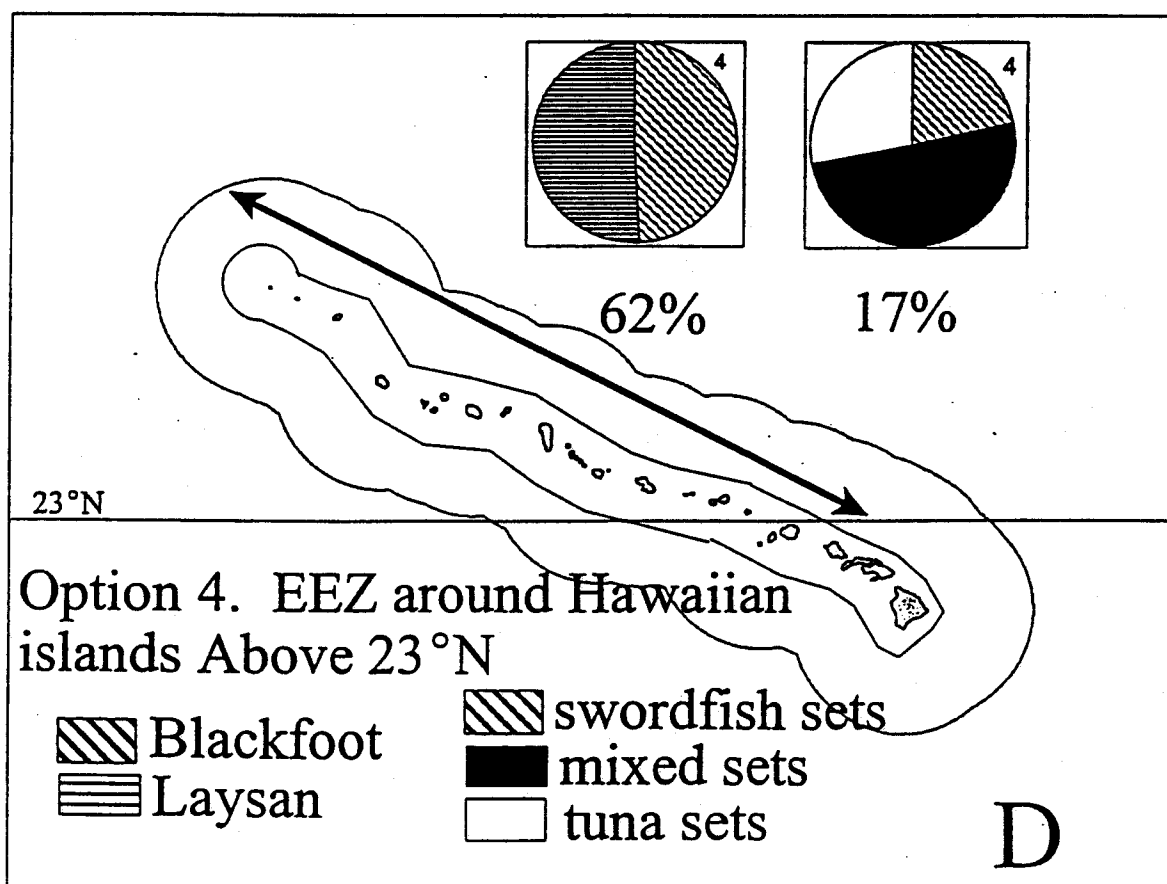 4
4
62%
17%
23°N
Option 4. EEZ around Hawaiian
islands Above 23°N
Blackfoot
Laysan
swordfish sets
mixed sets
tuna sets
D